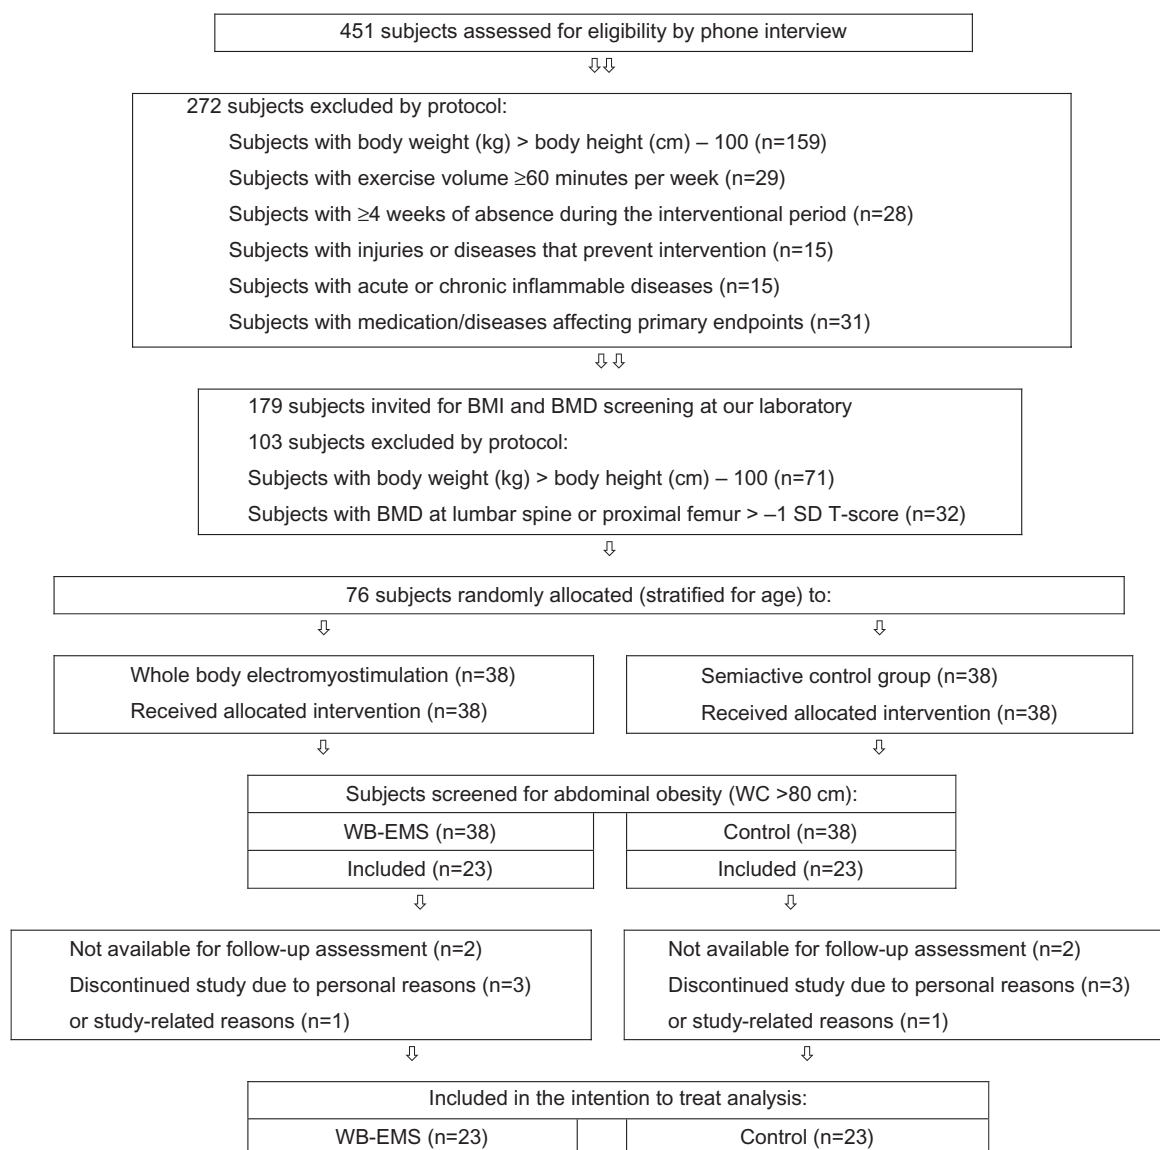 451 subjects assessed for eligibility by phone interview
272 subjects excluded by protocol:
Subjects with body weight (kg) > body height (cm) – 100 (n=159)
Subjects with exercise volume ≥60 minutes per week (n=29)
Subjects with ≥4 weeks of absence during the interventional period (n=28)
Subjects with injuries or diseases that prevent intervention (n=15)
Subjects with acute or chronic inflammable diseases (n=15)
Subjects with medication/diseases affecting primary endpoints (n=31)
179 subjects invited for BMI and BMD screening at our laboratory
103 subjects excluded by protocol:
Subjects with body weight (kg) > body height (cm) – 100 (n=71)
Subjects with BMD at lumbar spine or proximal femur > –1 SD T-score (n=32)
76 subjects randomly allocated (stratified for age) to:
Whole body electromyostimulation (n=38)
Received allocated intervention (n=38)
Semiactive control group (n=38)
Received allocated intervention (n=38)
Subjects screened for abdominal obesity (WC >80 cm):
WB-EMS (n=38) Control (n=38)
Included (n=23) Included (n=23)
Not available for follow-up assessment (n=2)
Discontinued study due to personal reasons (n=3)
or study-related reasons (n=1)
Not available for follow-up assessment (n=2)
Discontinued study due to personal reasons (n=3)
or study-related reasons (n=1)
Included in the intention to treat analysis:
WB-EMS (n=23) Control (n=23)